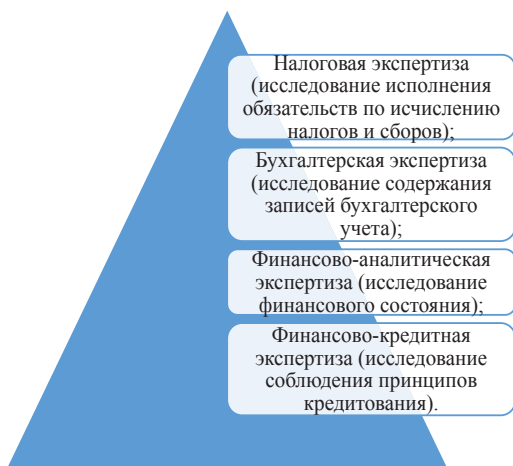 Налоговая экспертиза
(исследование исполнения
обязательств по исчислению
налогов и сборов);
Бухгалтерская экспертиза
(исследование содержания
записей бухгалтерского
учета);
Финансово-аналитическая
экспертиза (исследование
финансового состояния);
Финансово-кредитная
экспертиза (исследование
соблюдения принципов
кредитования).